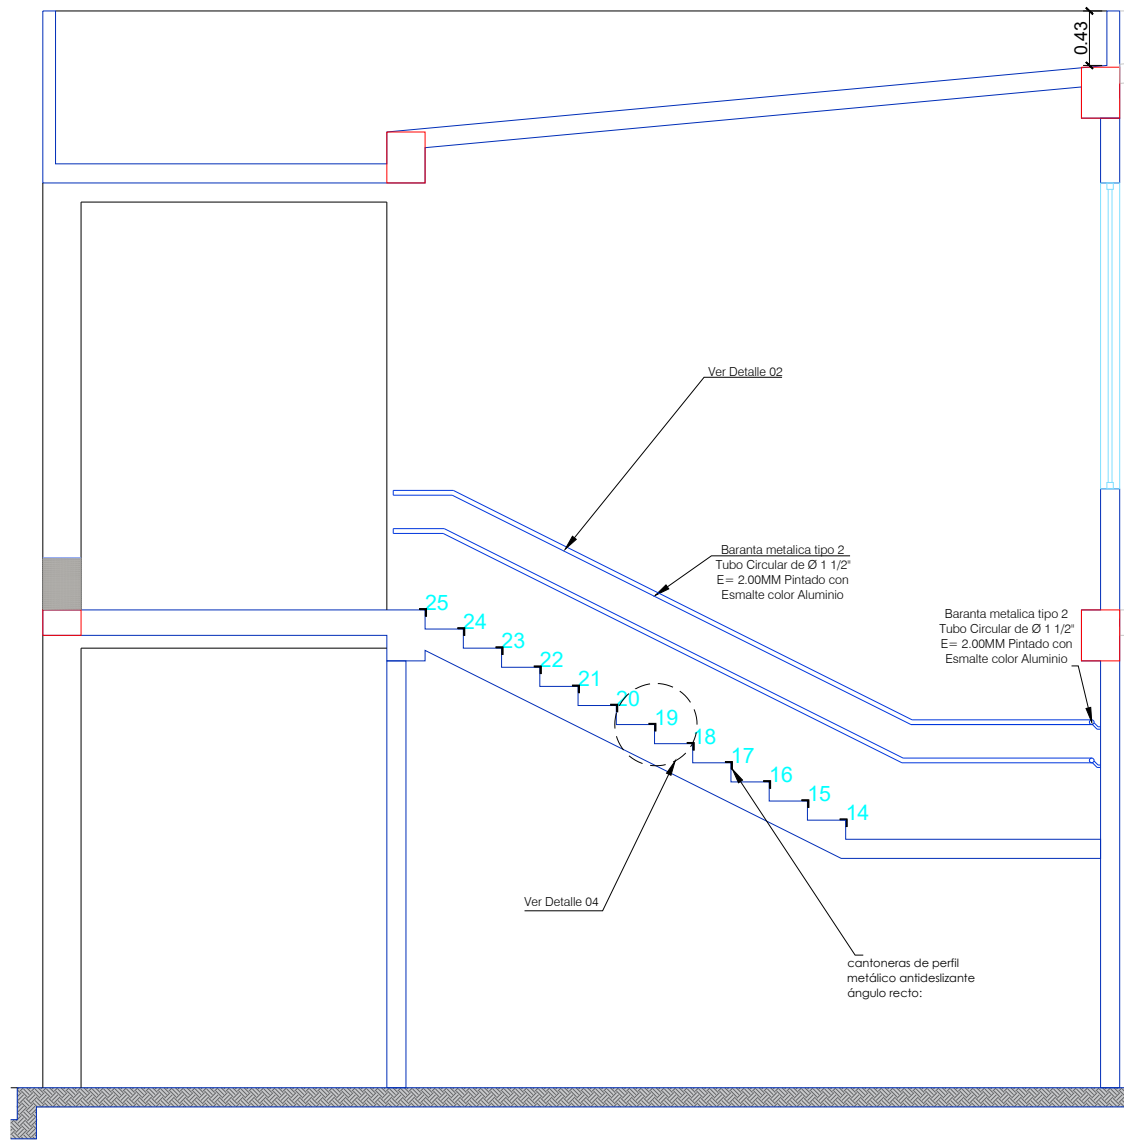 0.43
Ver Detalle 02
Baranta metalica tipo 2
Tubo Circular de Ø 1 1/2"
E= 2.00MM Pintado con
Esmalte color Aluminio
Baranta metalica tipo 2
Tubo Circular de Ø 1 1/2"
E= 2.00MM Pintado con
Esmalte color Aluminio
25
24
23
22
21
20
19
18
17
16
15
14
Ver Detalle 04
cantoneras de perfil
metálico antideslizante
ángulo recto: